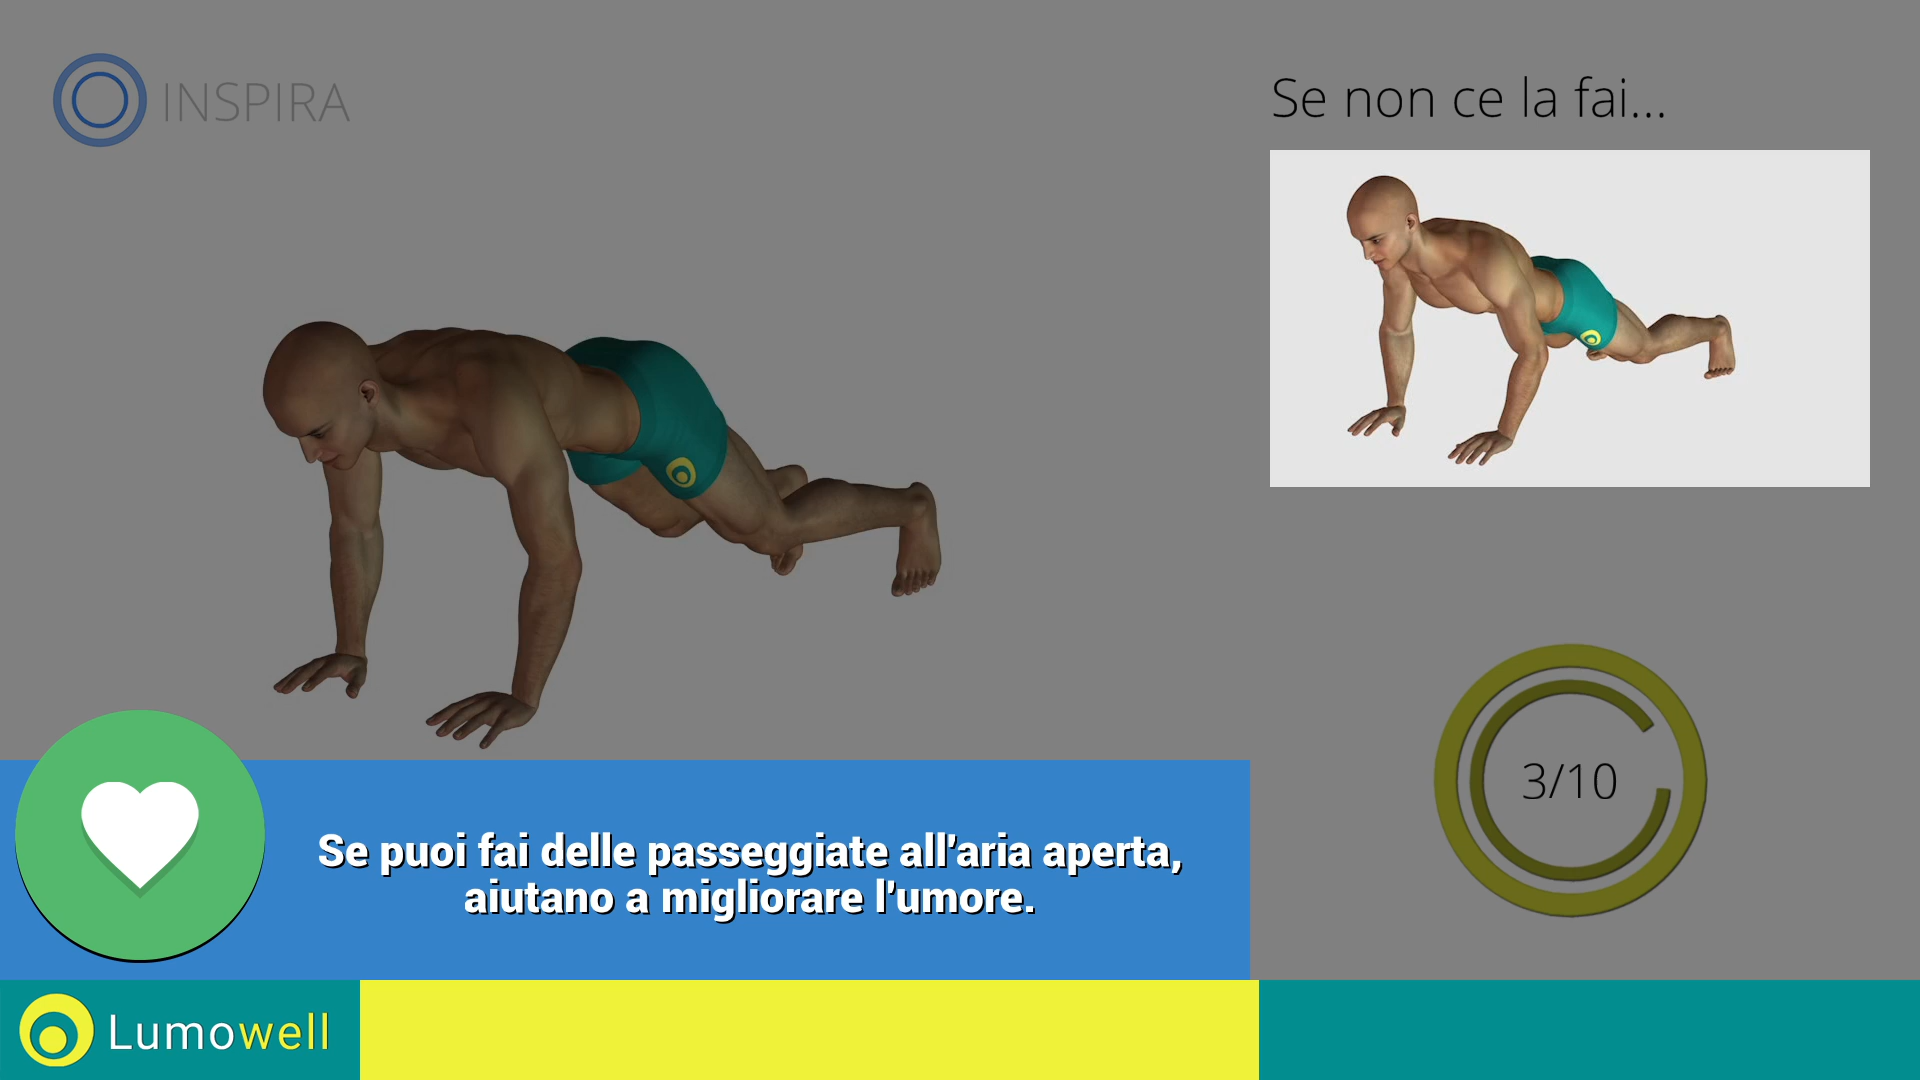 INSPIRA
Se non ce la fai...
3/10
Se puoi fai delle passeggiate all'aria aperta,
aiutano a migliorare l'umore.
Lumowell